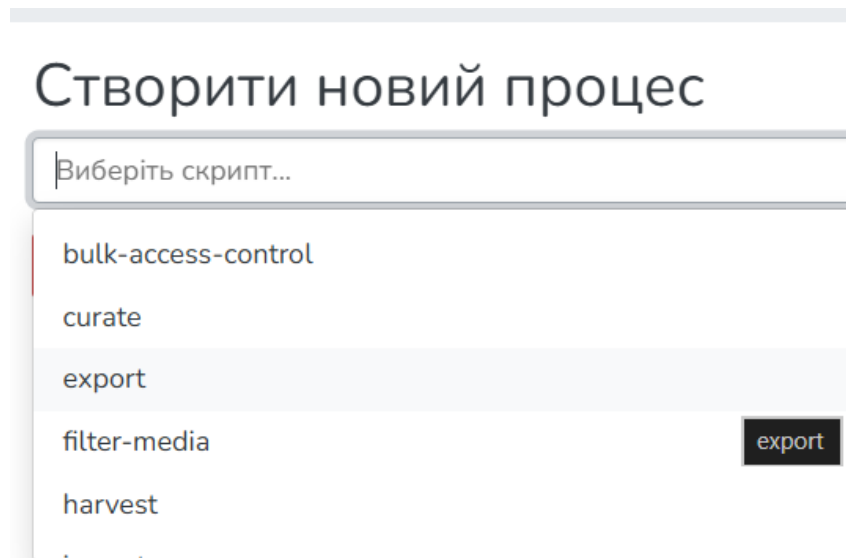 Створити новий процес
Виберіть скрипт...
bulk-access-control
curate
export
filter-media
export
harvest